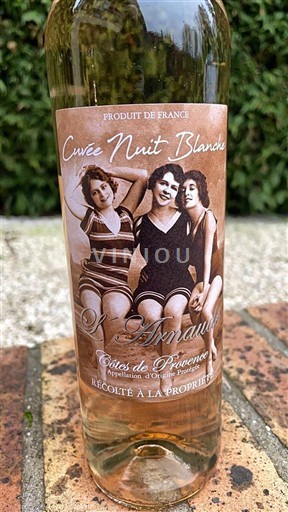 PRODUIT DE FRANCE
Cuvée Nuit Blanche
VINIOU
L'Arnaude
Côtes de Provence
Appellation d'Origine Protégée
RÉCOLTÉ À LA PROPRIÉTÉ